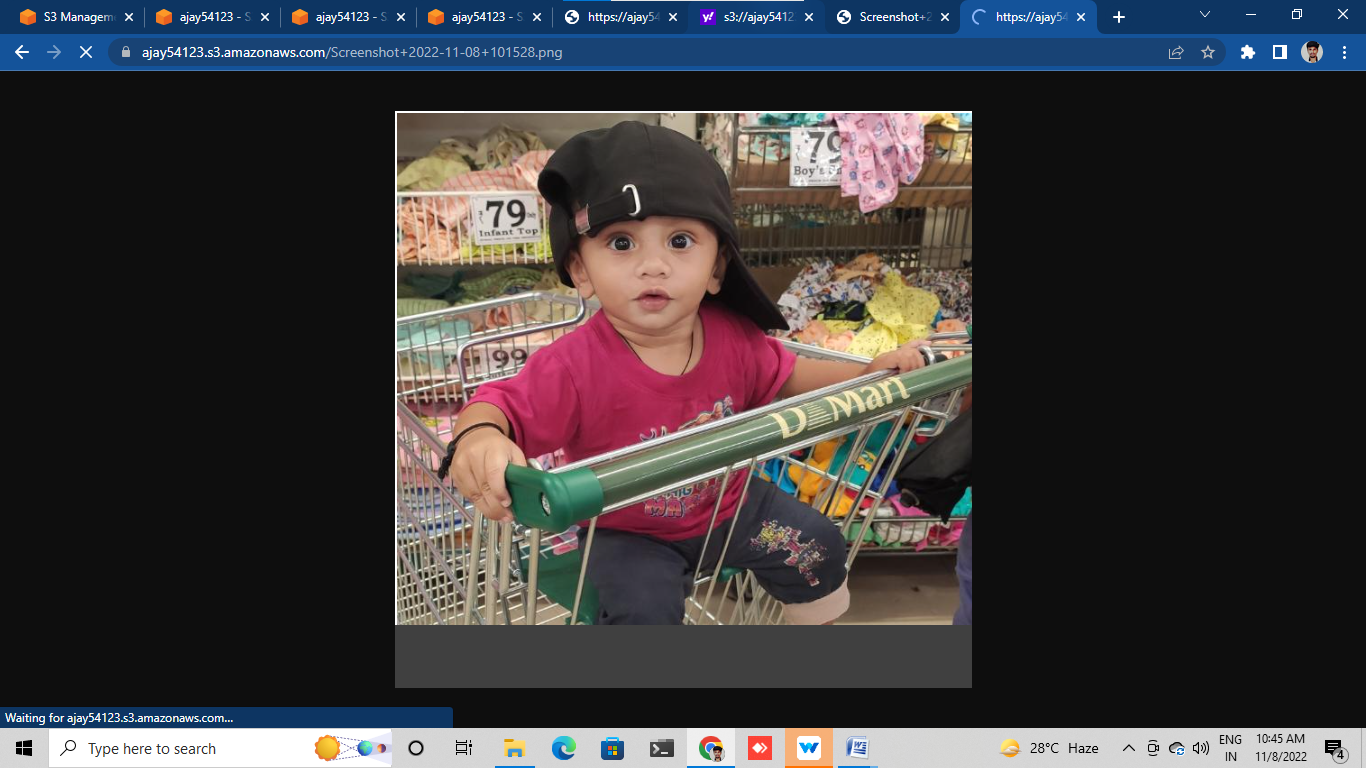 S3 Managem
ajay54123 - S
ajay54123 - S
ajay54123 - S
https://ajay54
s3://ajay5412
Screenshot+2
https://ajay54
ajay54123.s3.amazonaws.com/Screenshot+2022-11-08+101528.png
79
Boy's
79
Infant Top
99
D Mart
Waiting for ajay54123.s3.amazonaws.com...
Type here to search
28°C Haze
ENG
IN
10:45 AM
11/8/2022
4